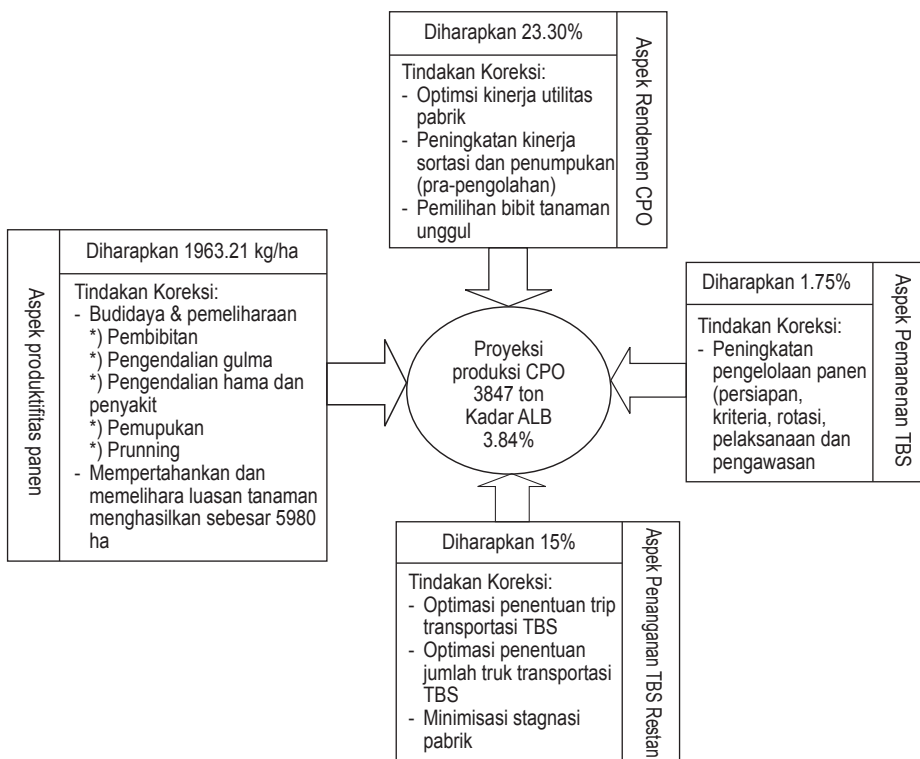 Diharapkan 23.30%
Tindakan Koreksi:
- Optimsi kinerja utilitas
pabrik
- Peningkatan kinerja
sortasi dan penumpukan
(pra-pengolahan)
- Pemilihan bibit tanaman
unggul
Aspek Rendemen CPO
Aspek produktifitas panen
Diharapkan 1963.21 kg/ha
Tindakan Koreksi:
- Budidaya & pemeliharaan
*) Pembibitan
*) Pengendalian gulma
*) Pengendalian hama dan
penyakit
*) Pemupukan
*) Prunning
- Mempertahankan dan
memelihara luasan tanaman
menghasilkan sebesar 5980
ha
Proyeksi
produksi CPO
3847 ton
Kadar ALB
3.84%
Diharapkan 1.75%
Tindakan Koreksi:
- Peningkatan
pengelolaan panen
(persiapan,
kriteria, rotasi,
pelaksanaan dan
pengawasan
Aspek Pemanenan TBS
Diharapkan 15%
Tindakan Koreksi:
- Optimasi penentuan trip
transportasi TBS
- Optimasi penentuan
jumlah truk transportasi
TBS
- Minimisasi stagnasi
pabrik
Aspek Penanganan TBS Restan